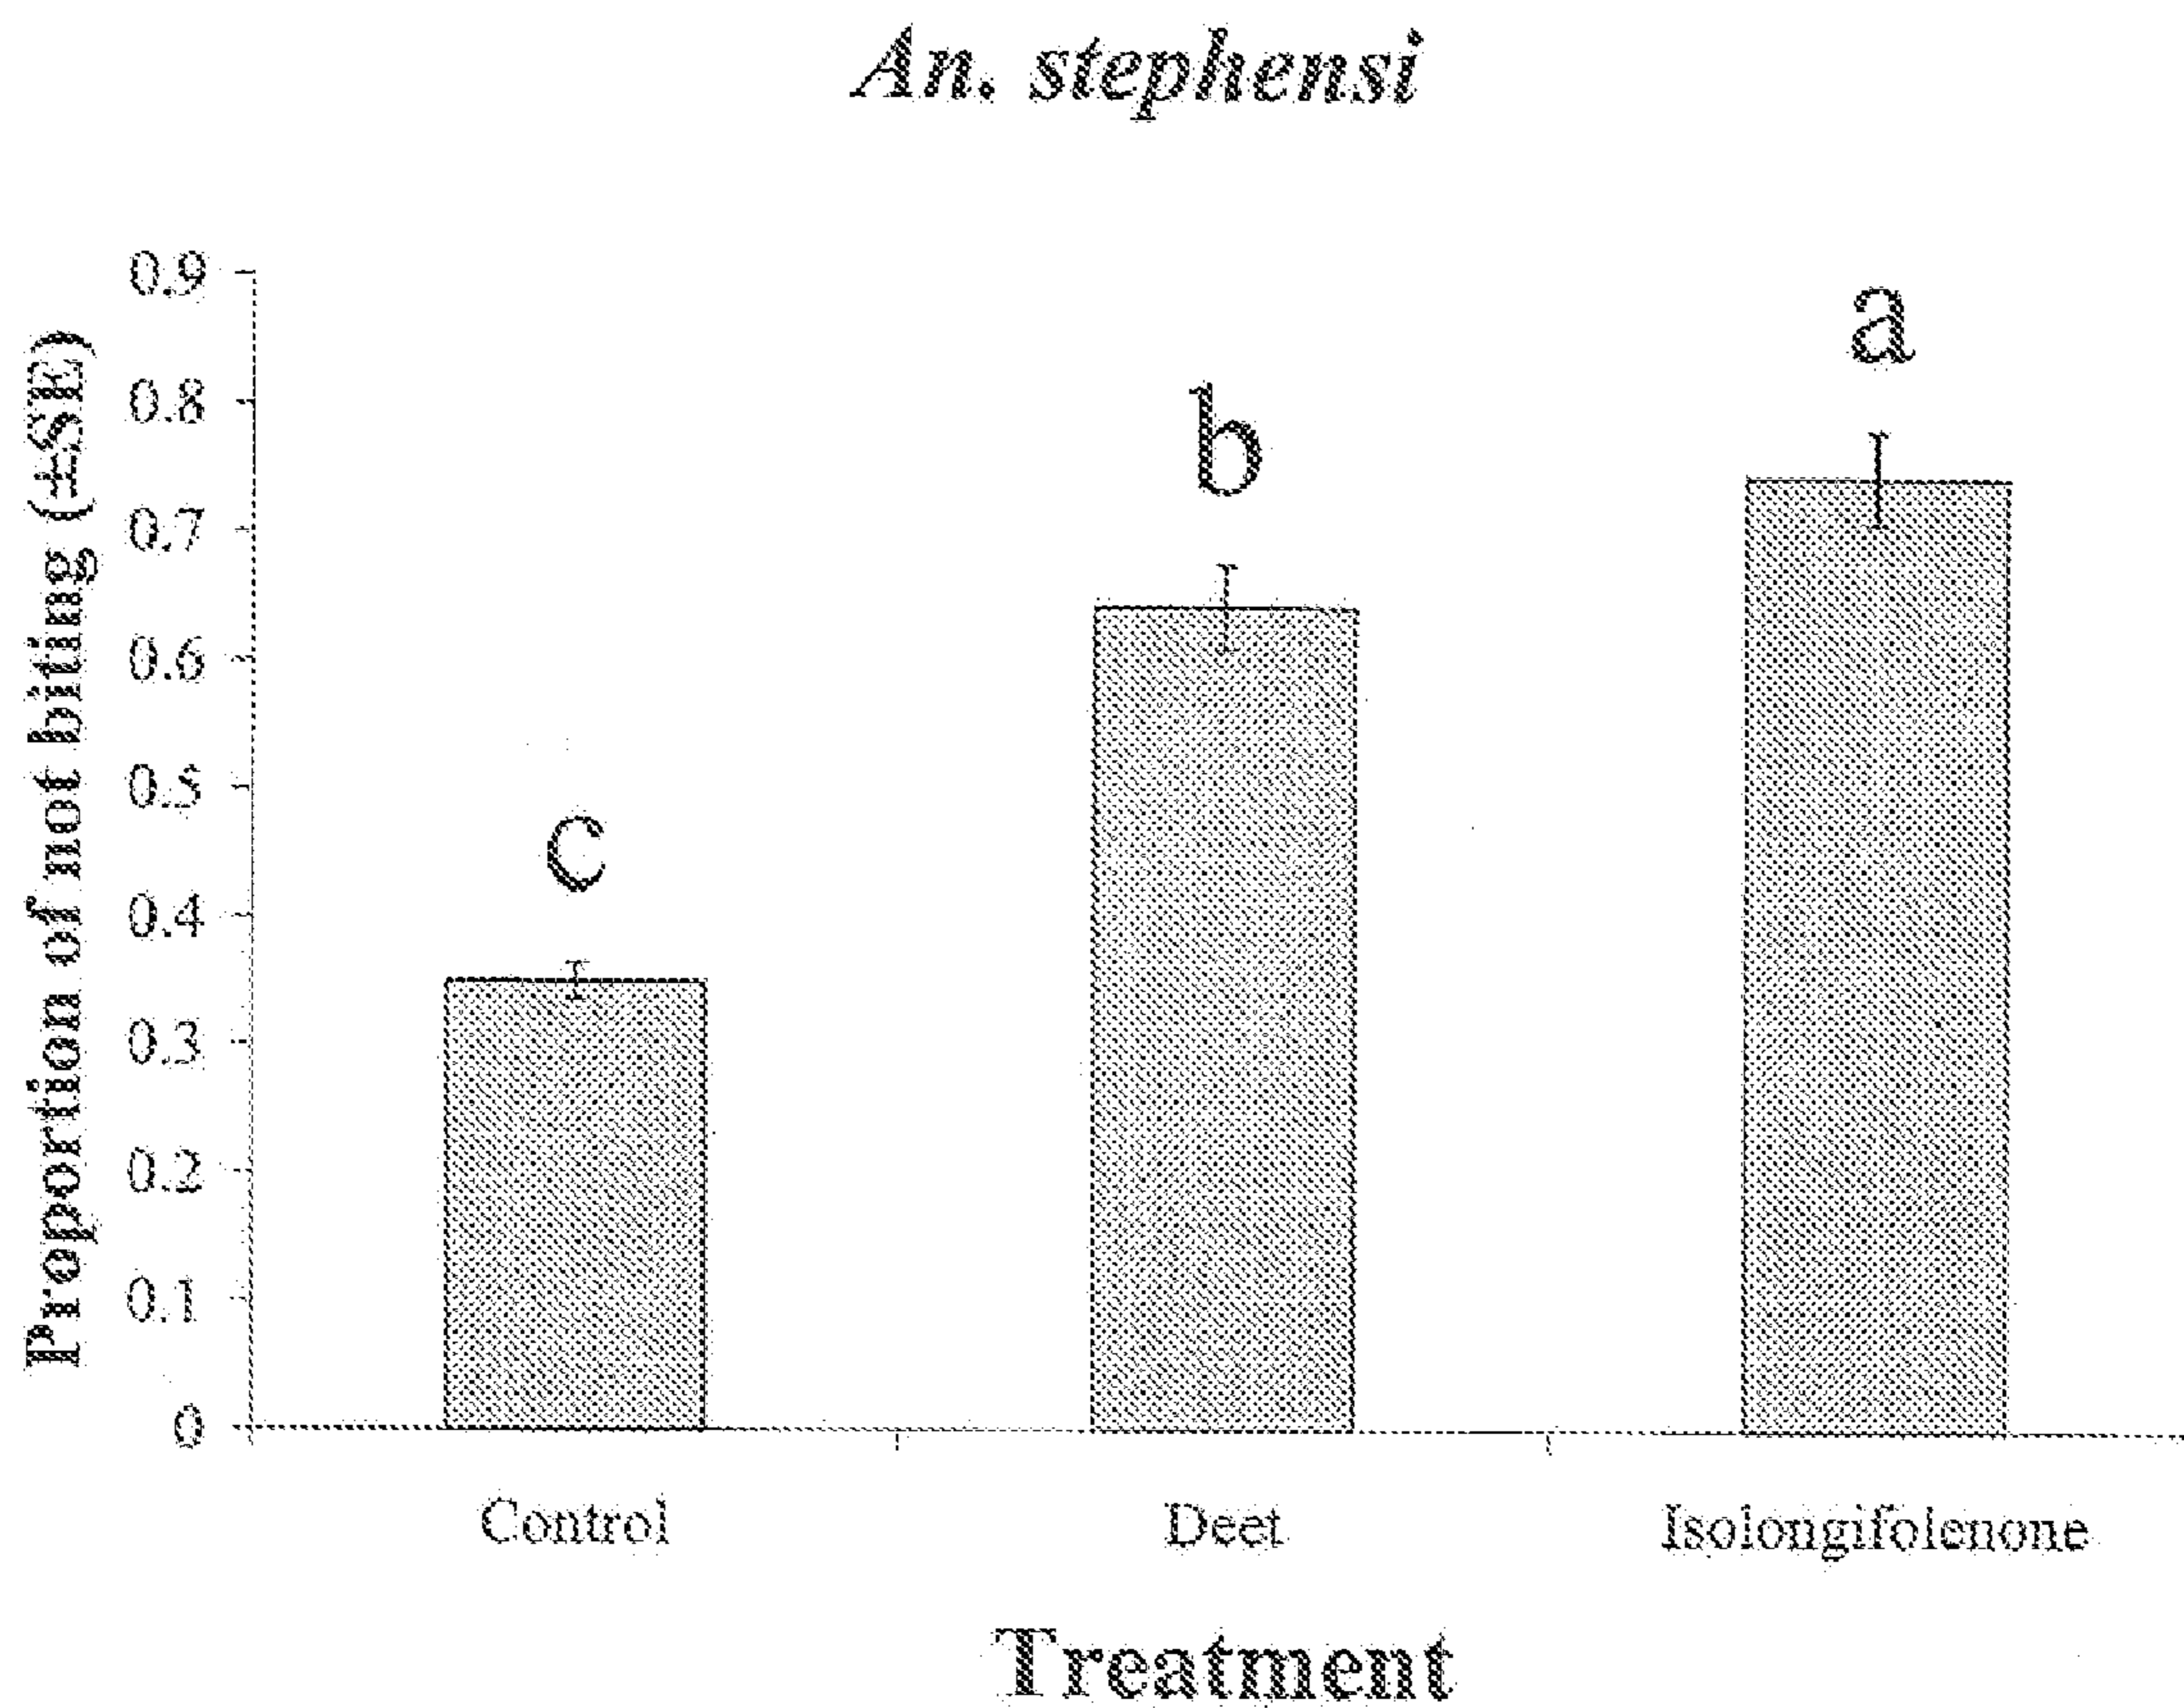 An. stephensi
Proportion of not biting (±SE)
0.9
0.8
0.7
0.6
0.5
0.4
0.3
0.2
0.1
0
a
b
c
Control
Deet
Isolongifolenone
Treatment